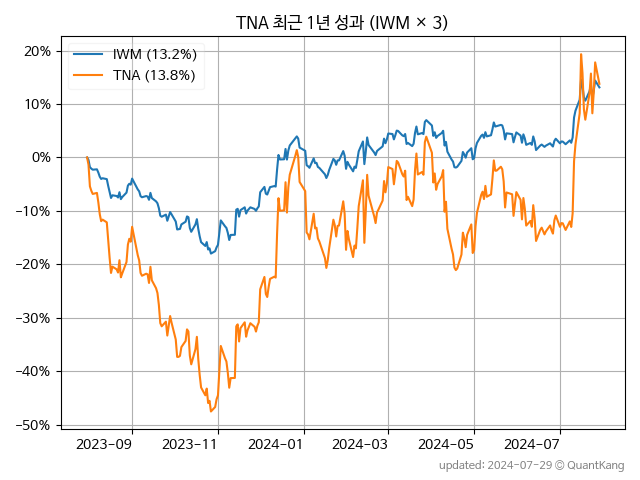 TNA 최근 1년 성과 (IWM × 3)
IWM (13.2%)
TNA (13.8%)
20%
10%
0%
−10%
−20%
−30%
−40%
−50%
2023-09 2023-11 2024-01 2024-03 2024-05 2024-07
updated: 2024-07-29 © QuantKang